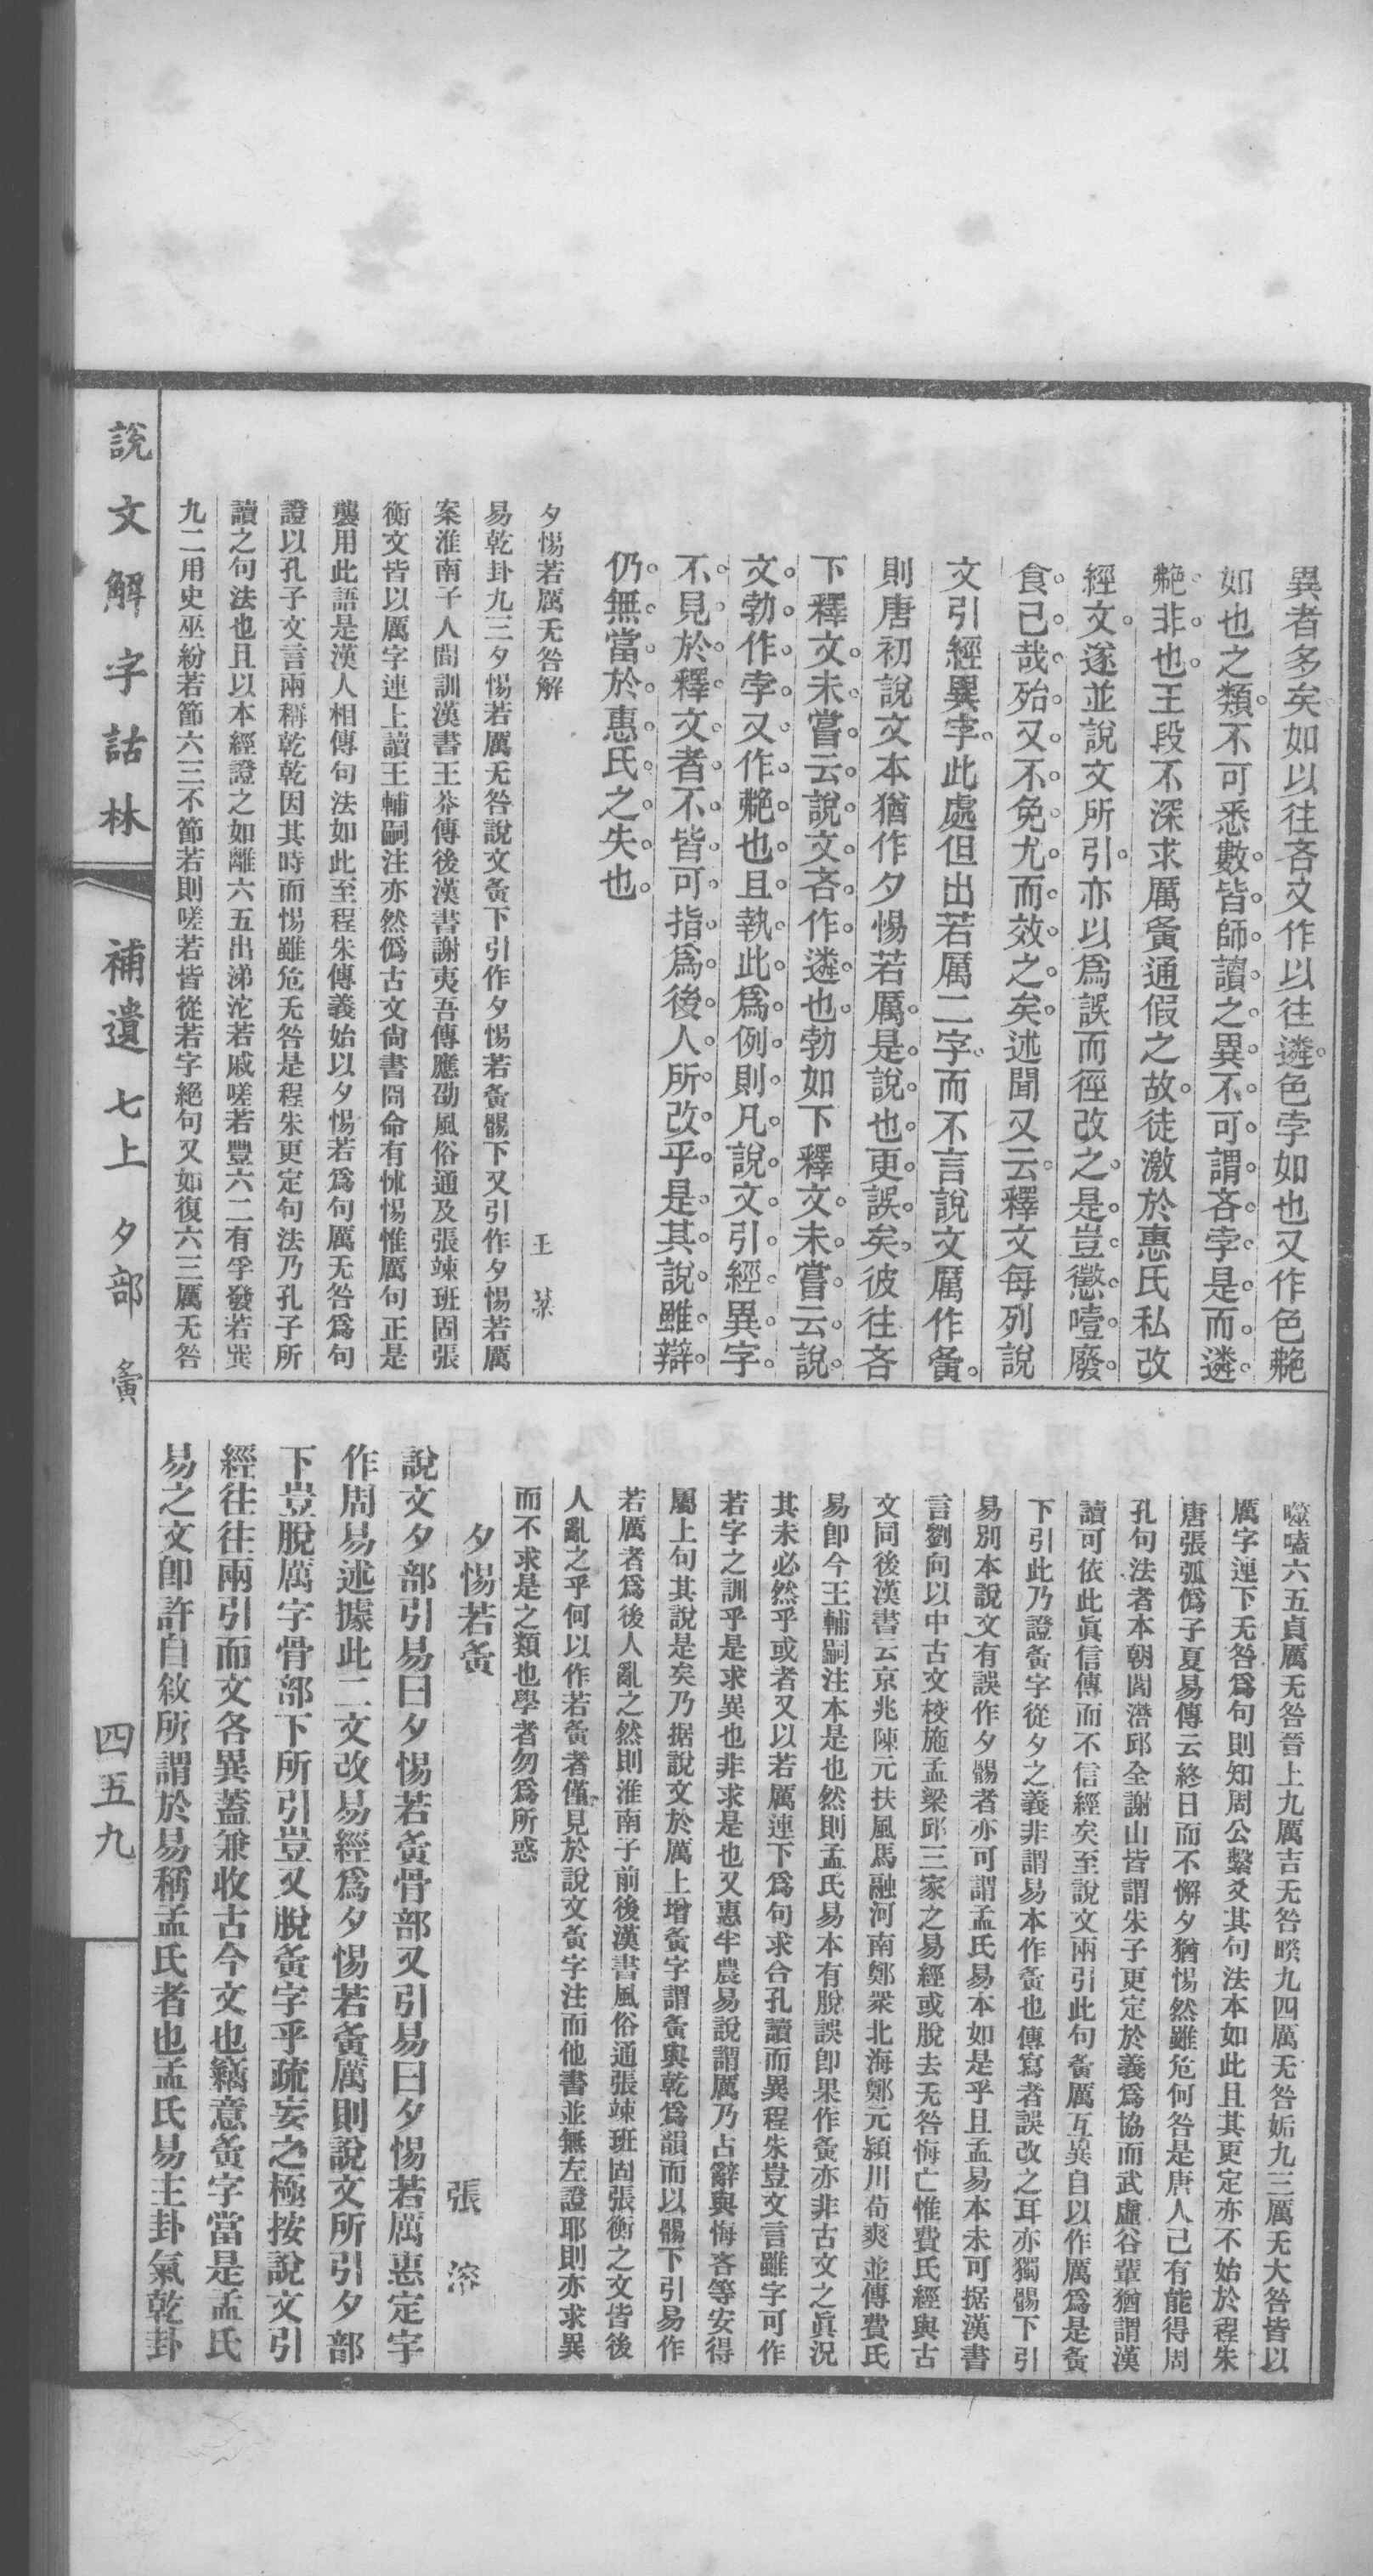 異者多矣如以往吝文作以往遴色孛如也又作色艴
如也之類不可悉數皆師讀之異不可謂吝孛是而遴
艴非也王段不深求厲夤通假之故徒激於惠氏私改
經文遂並說文所引亦以爲誤而徑改之是豈懲噎廢
食己哉殆又不免尤而效之矣述聞又云釋文每列說
文引經異字此處但出若厲二字而不言說文厲作夤
則唐初說文本猶作夕惕若厲是說也更誤矣彼往吝
下釋文未嘗云說文吝作遴也勃如下釋文未嘗云說
文勃作孛又作艴也且執此爲例則凡說文引經異字
不見於釋文者不皆可指爲後人所改乎是其說雖辯
仍無當於惠氏之失也
夕惕若厲无咎解 王棻
易乾卦九三夕惕若厲无咎說文夤下引作夕惕若夤䯜下又引作夕惕若厲
案淮南子人間訓漢書王莽傳後漢書謝夷吾傳應劭風俗通及張竦班固張
衡文皆以厲字連上讀王輔嗣注亦然僞古文尙書冏命有怵惕惟厲句正是
襲用此語是漢人相傳句法如此至程朱傳義始以夕惕若爲句厲无咎爲句
證以孔子文言兩稱乾乾因其時而惕雖危无咎是程朱更定句法乃孔子所
讀之句法也且以本經證之如離六五出涕沱若戚嗟若豐六二有孚發若巽
九二用史巫紛若節六三不節若則嗟若皆從若字絕句又如復六三厲无咎
噬嗑六五貞厲无咎晉上九厲吉无咎睽九四厲无咎姤九三厲无大咎皆以
厲字連下无咎爲句則知周公繫爻其句法本如此且其更定亦不始於程朱
唐張弧僞子夏易傳云終日而不懈夕猶惕然雖危何咎是唐人己有能得周
孔句法者本朝閻潛邱全謝山皆謂朱子更定於義爲協而武虛谷輩猶謂漢
讀可依此眞信傳而不信經矣至說文兩引此句夤厲互異自以作厲爲是夤
下引此乃證夤字從夕之義非謂易本作夤也傳寫者誤改之耳亦獨䯜下引
易別本說文有誤作夕䯜者亦可謂孟氏易本如是乎且孟易本未可据漢書
言劉向以中古文校施孟梁邱三家之易經或脫去无咎悔亡惟費氏經與古
文同後漢書云京兆陳元扶風馬融河南鄭衆北海鄭元潁川荀爽並傳費氏
易卽今王輔嗣注本是也然則孟氏易本有脫誤卽果作夤亦非古文之眞況
其未必然乎或者又以若厲連下爲句求合孔讀而異程朱豈文言雖字可作
若字之訓乎是求異也非求是也又惠半農易說謂厲乃占辭與悔吝等安得
屬上句其說是矣乃据說文於厲上增夤字謂夤與乾爲韻而以䯜下引易作
若厲者爲後人亂之然則淮南子前後漢書風俗通張竦班固張衡之文皆後
人亂之乎何以作若夤者僅見於說文夤字注而他書並無左證耶則亦求異
而不求是之類也學者勿爲所惑
夕惕若夤 張溶
說文夕部引易曰夕惕若夤骨部又引易曰夕惕若厲惠定宇
作周易述據此二文改易經爲夕惕若夤厲則說文所引夕部
下豈脫厲字骨部下所引豈又脫夤字乎疏妄之極按說文引
經往往兩引而文各異蓋兼收古今文也竊意夤字當是孟氏
易之文卽許自敘所謂於易稱孟氏者也孟氏易主卦氣乾卦
說文解字詁林 補遺 七上 夕部 夤 四五九